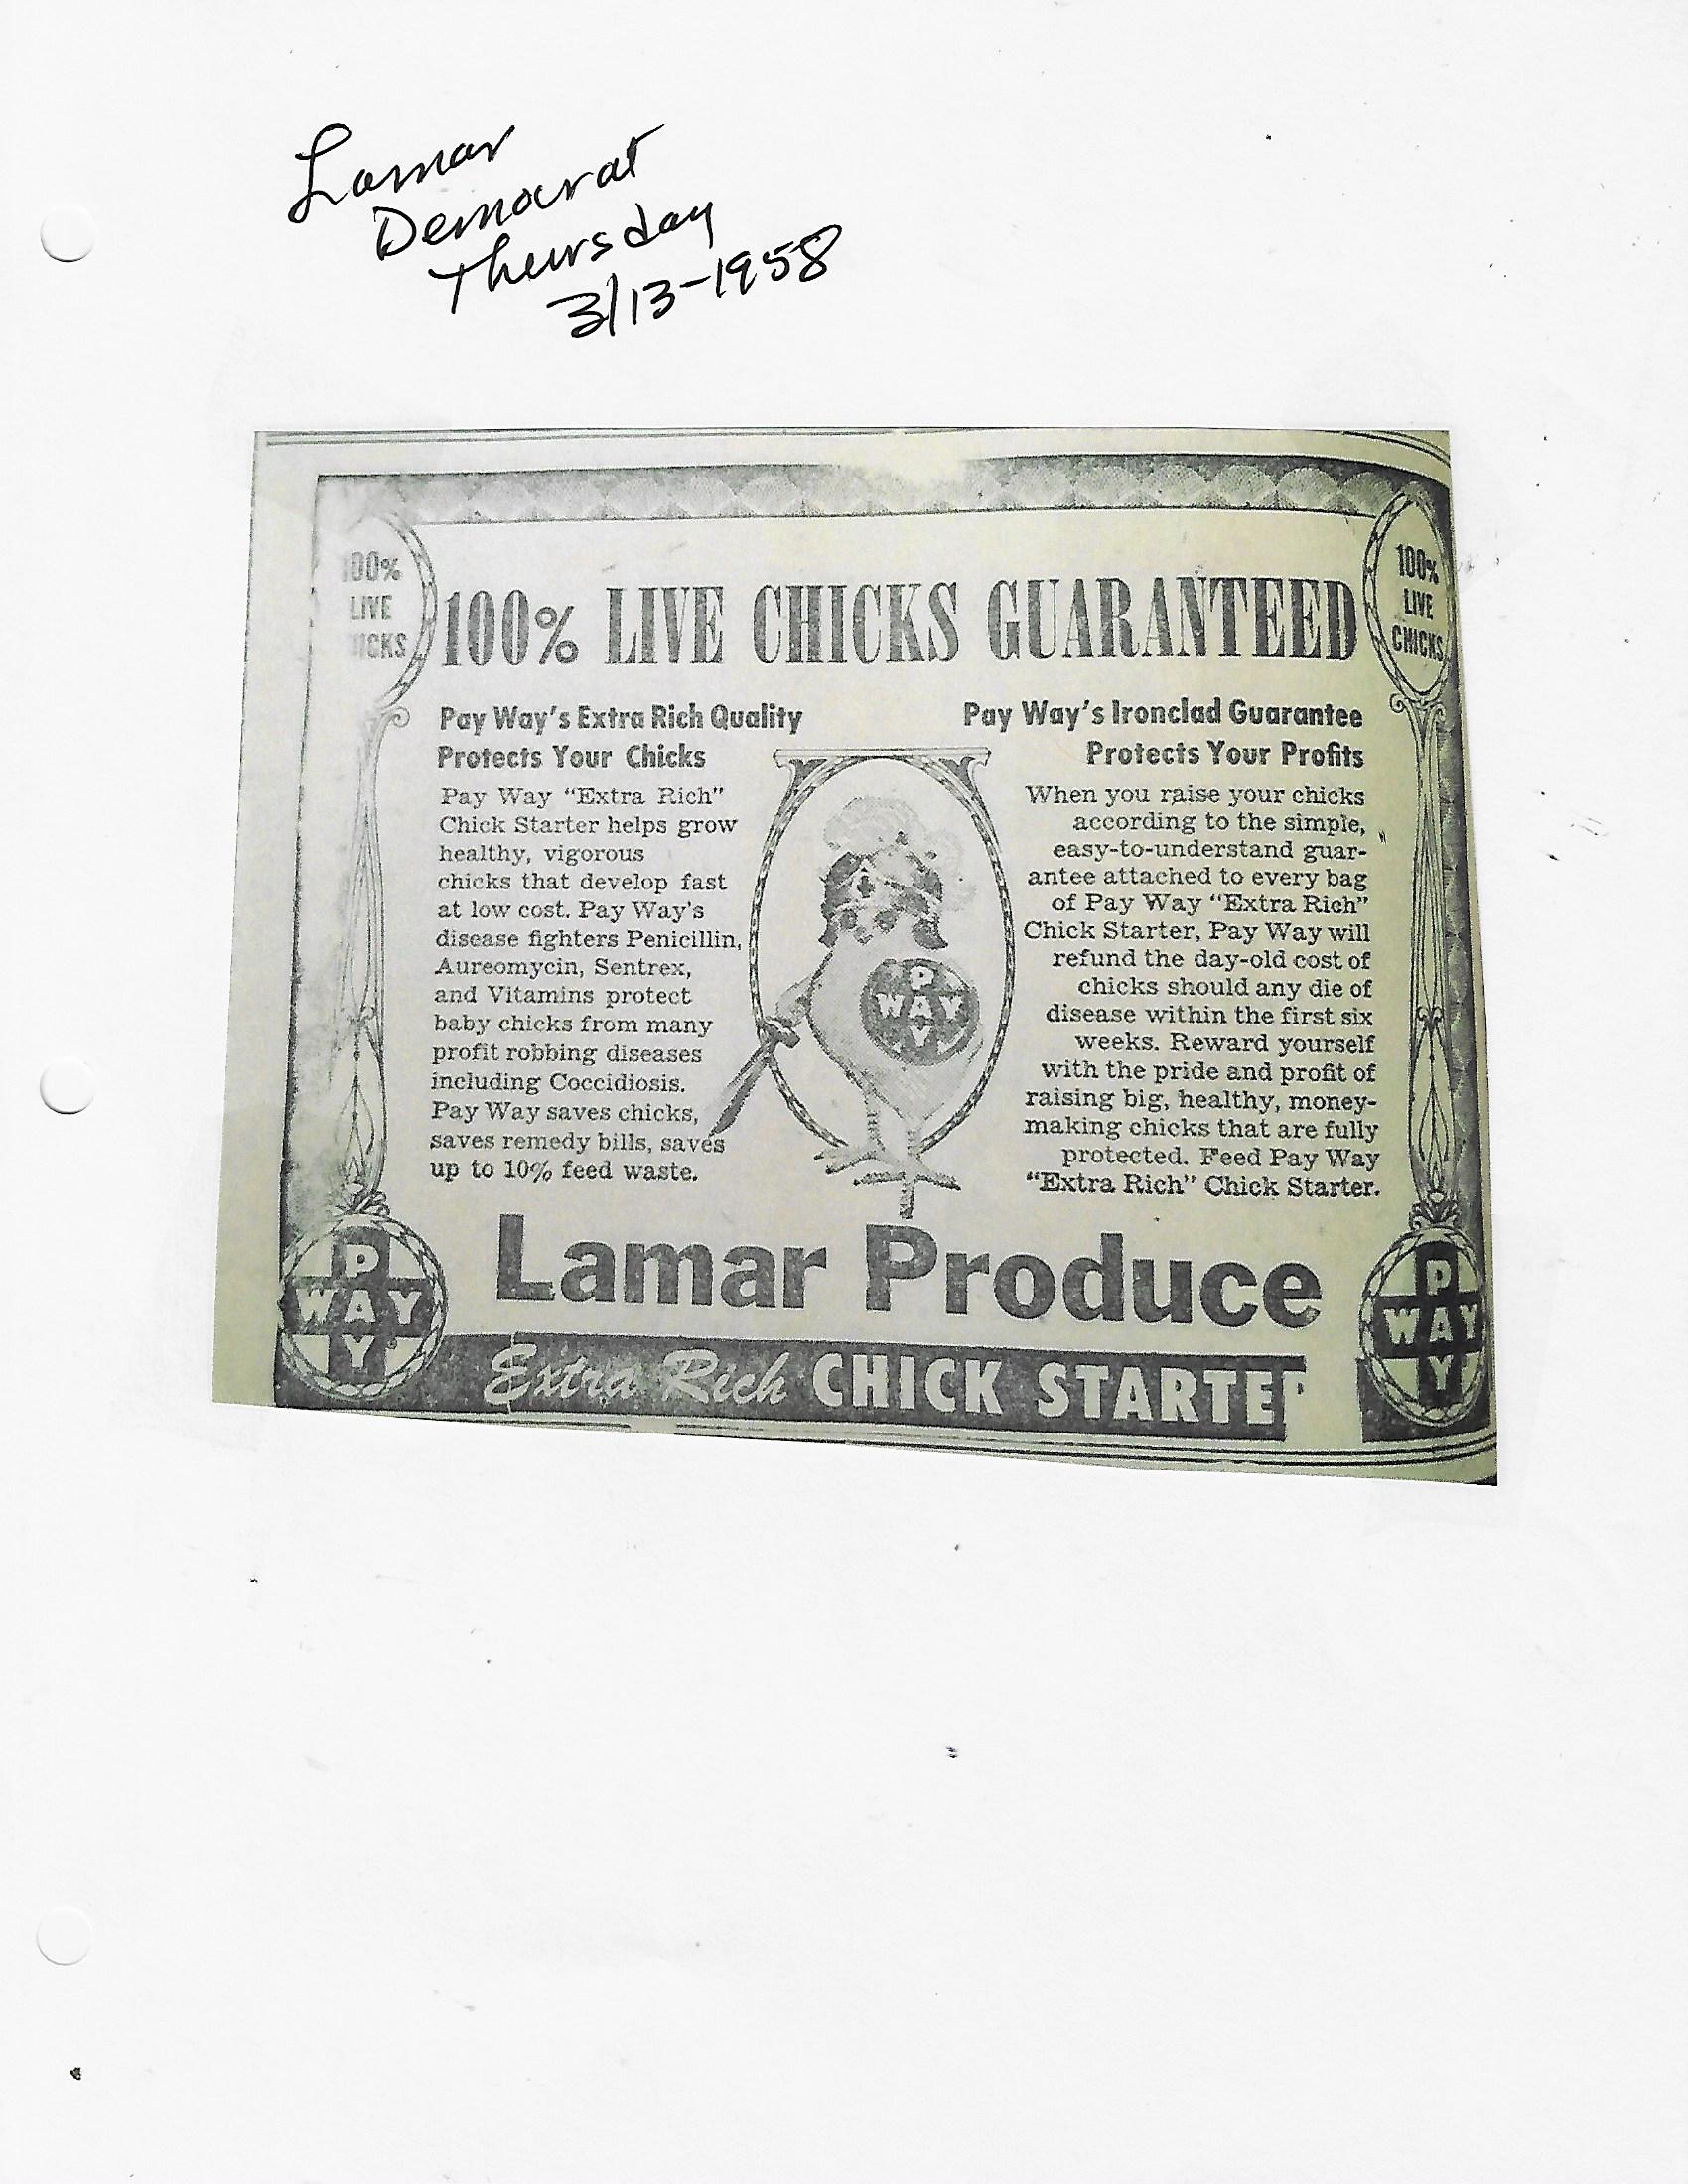 Lamar
Democrat
Thursday
3/13-1958
100%
LIVE
CHICKS
100% LIVE CHICKS GUARANTEED
100%
LIVE
CHICKS
Pay Way's Extra Rich Quality
Protects Your Chicks
Pay Way “Extra Rich”
Chick Starter helps grow
healthy, vigorous
chicks that develop fast
at low cost. Pay Way's
disease fighters Penicillin,
Aureomycin, Sentrex,
and Vitamins protect
baby chicks from many
profit robbing diseases
including Coccidiosis.
Pay Way saves chicks,
saves remedy bills, saves
up to 10% feed waste.
P
WAY
Y
Pay Way's Ironclad Guarantee
Protects Your Profits
When you raise your chicks
according to the simple,
easy-to-understand guar-
antee attached to every bag
of Pay Way “Extra Rich”
Chick Starter, Pay Way will
refund the day-old cost of
chicks should any die of
disease within the first six
weeks. Reward yourself
with the pride and profit of
raising big, healthy, money-
making chicks that are fully
protected. Feed Pay Way
“Extra Rich” Chick Starter.
Lamar Produce
P
WAY
Y
Extra Rich CHICK STARTER
P
WAY
Y